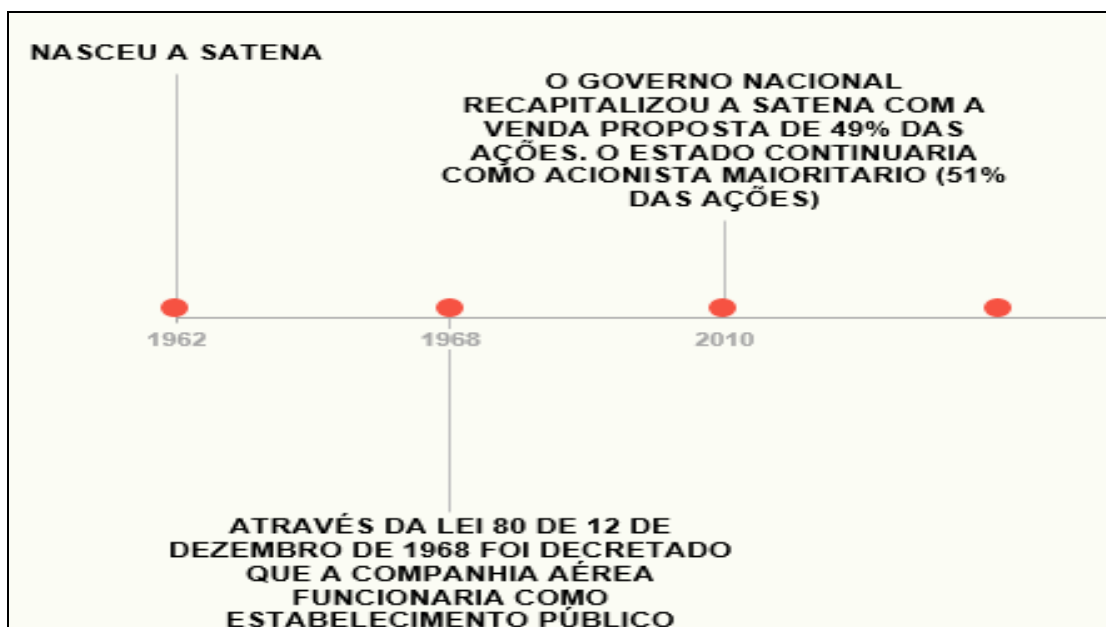 NASCEU A SATENA
O GOVERNO NACIONAL
RECAPITALIZOU A SATENA COM A
VENDA PROPOSTA DE 49% DAS
AÇÕES. O ESTADO CONTINUARIA
COMO ACIONISTA MAIORITARIO (51%
DAS AÇÕES)
1962
1968
2010
ATRAVÉS DA LEI 80 DE 12 DE
DEZEMBRO DE 1968 FOI DECRETADO
QUE A COMPANHIA AÉREA
FUNCIONARIA COMO
ESTABELECIMENTO PÚBLICO